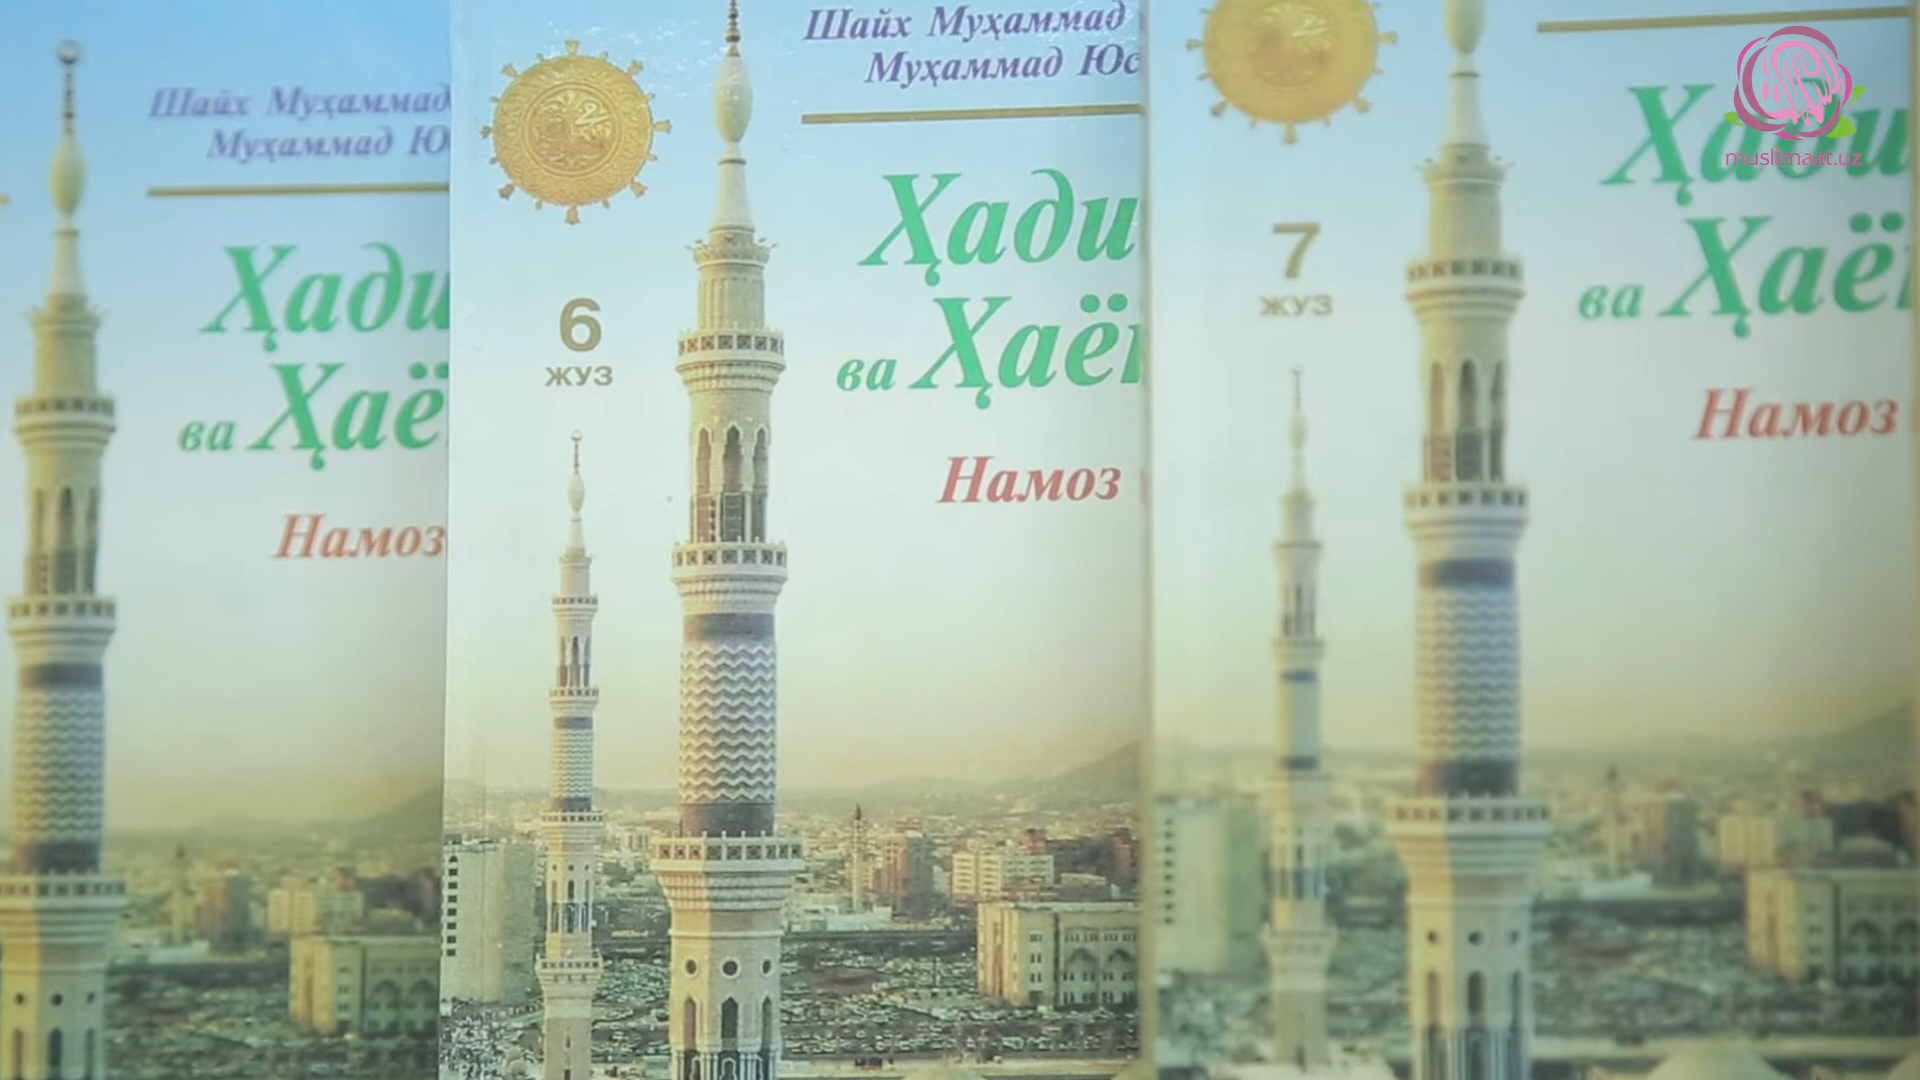 Шайх Муҳаммад
Муҳаммад
Ҳади
ва Ҳаё
Намоз
Шайх Муҳаммад
Муҳаммад Юс
6
ЖУЗ
Ҳади
ва Ҳаё
Намоз
7
ЖУЗ
Ҳади
ва Ҳаё
Намоз
muslimaat.uz